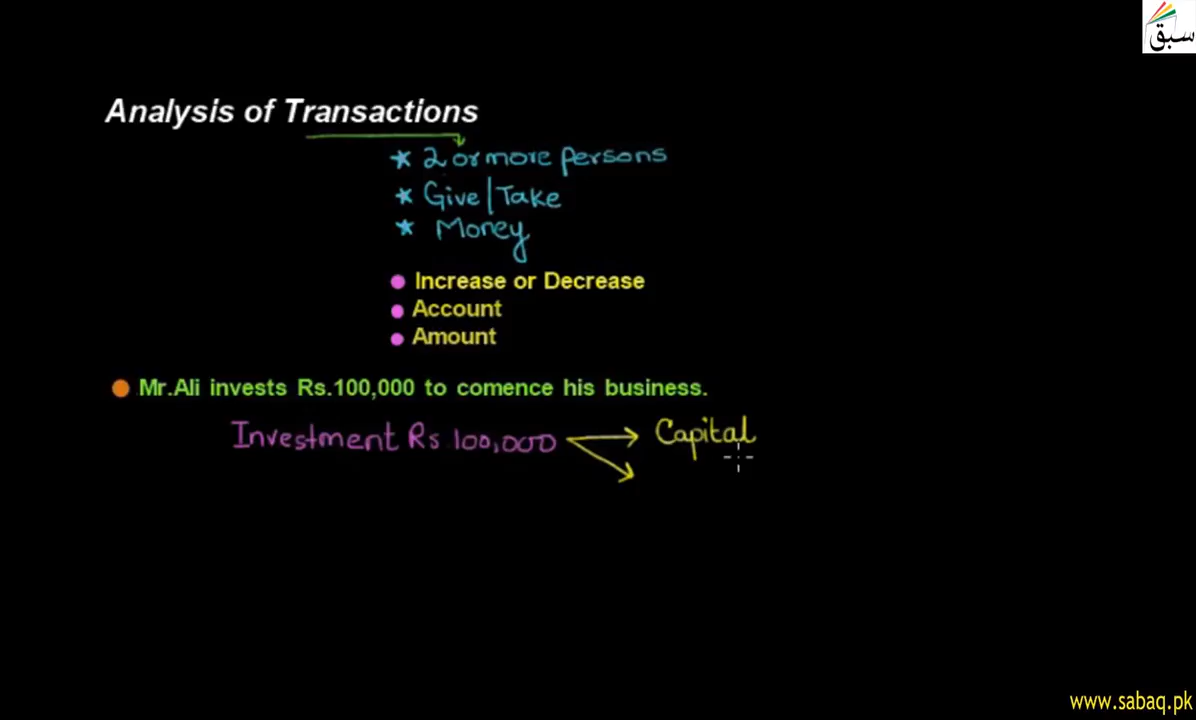 سبق
Analysis of Transactions
* 2 or more persons
* Give/Take
* Money
Increase or Decrease
Account
Amount
Mr.Ali invests Rs.100,000 to comence his business.
Investment Rs 100,000 Capital
www.sabaq.pk